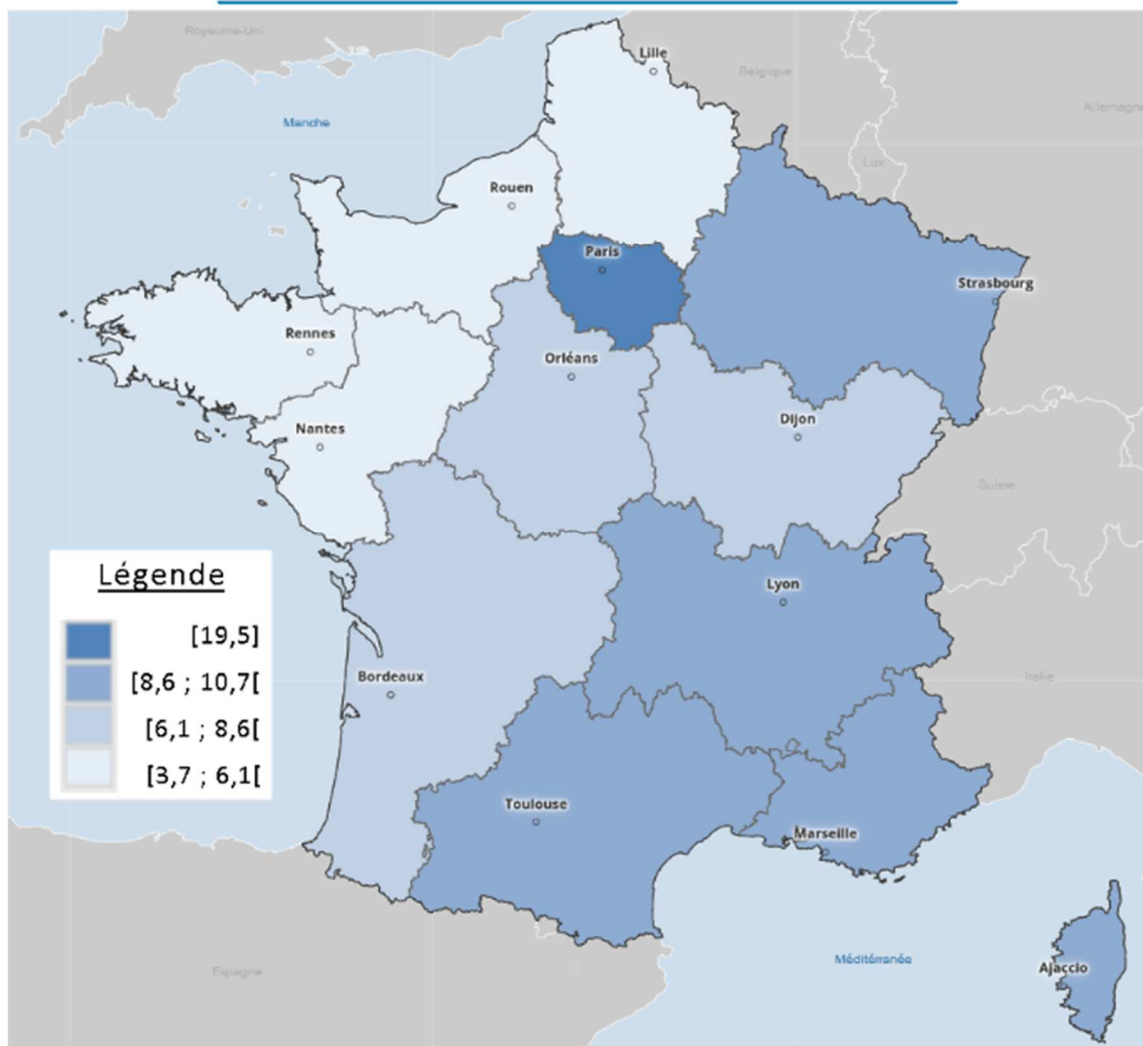 Royaume-Uni
Lille
Belgique
Allemagne
Manche
Lux.
Rouen
Paris
Strasbourg
Rennes
Orléans
Dijon
Nantes
Suisse
Légende
[19,5]
[8,6 ; 10,7[
[6,1 ; 8,6[
[3,7 ; 6,1[
Lyon
Bordeaux
Italie
Toulouse
Marseille
Espagne
Méditérranée
Ajaccio